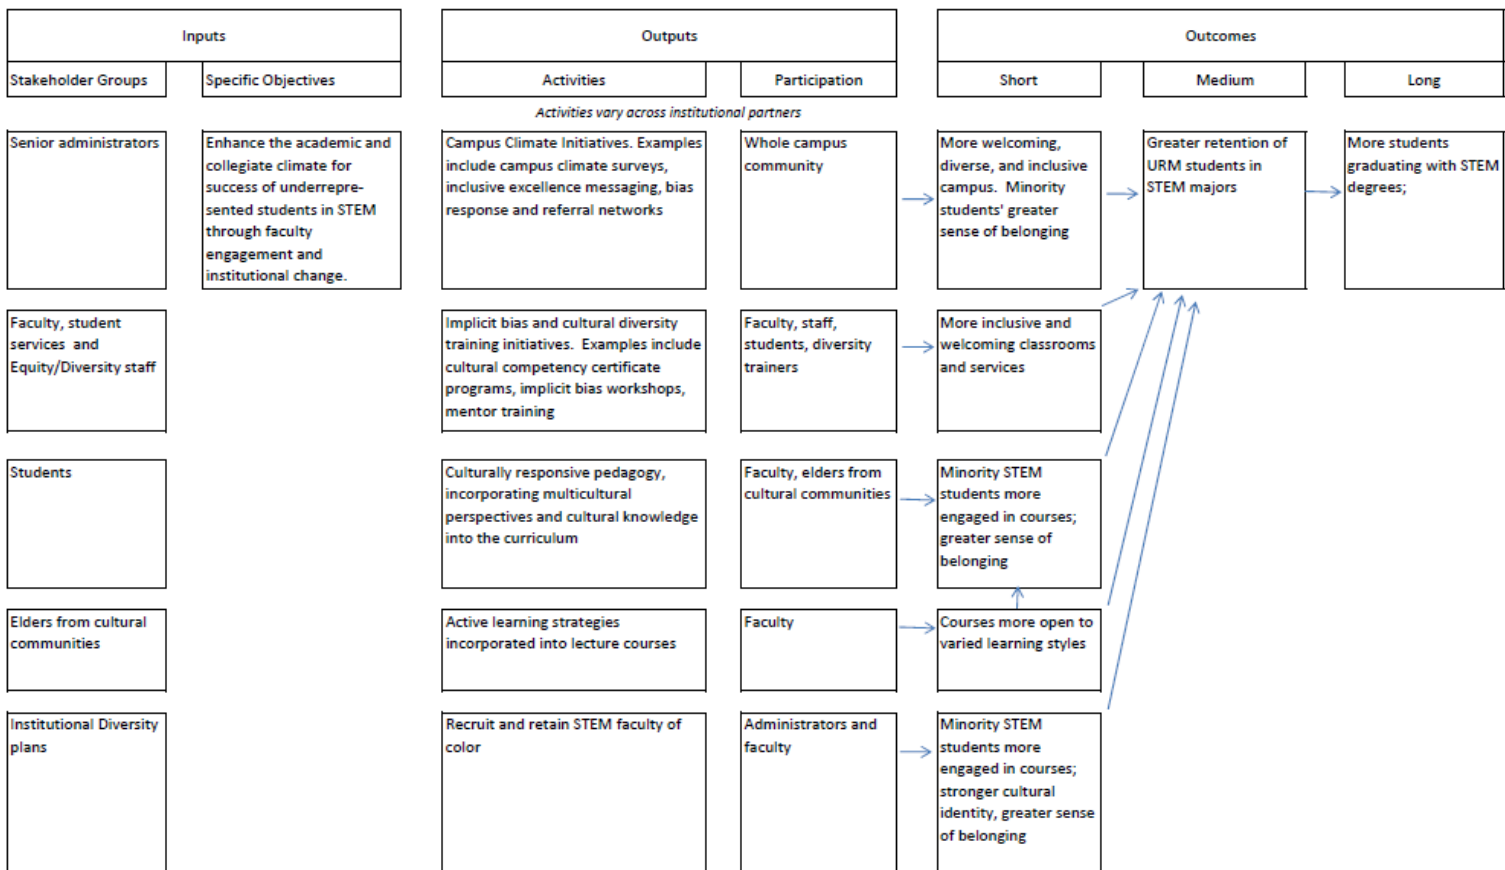 Inputs
Outputs
Outcomes
Stakeholder Groups
Specific Objectives
Activities
Participation
Short
Medium
Long
Activities vary across institutional partners
Senior administrators
Enhance the academic and
collegiate climate for
success of underrepre-
sented students in STEM
through faculty
engagement and
institutional change.
Campus Climate Initiatives. Examples
include campus climate surveys,
inclusive excellence messaging, bias
response and referral networks
Whole campus
community
More welcoming,
diverse, and inclusive
campus.  Minority
students' greater
sense of belonging
Greater retention of
URM students in
STEM majors
More students
graduating with STEM
degrees;
Faculty, student
services  and
Equity/Diversity staff
Implicit bias and cultural diversity
training initiatives.  Examples include
cultural competency certificate
programs, implicit bias workshops,
mentor training
Faculty, staff,
students, diversity
trainers
More inclusive and
welcoming classrooms
and services
Students
Culturally responsive pedagogy,
incorporating multicultural
perspectives and cultural knowledge
into the curriculum
Faculty, elders from
cultural communities
Minority STEM
students more
engaged in courses;
greater sense of
belonging
Elders from cultural
communities
Active learning strategies
incorporated into lecture courses
Faculty
Courses more open to
varied learning styles
Institutional Diversity
plans
Recruit and retain STEM faculty of
color
Administrators and
faculty
Minority STEM
students more
engaged in courses;
stronger cultural
identity, greater sense
of belonging